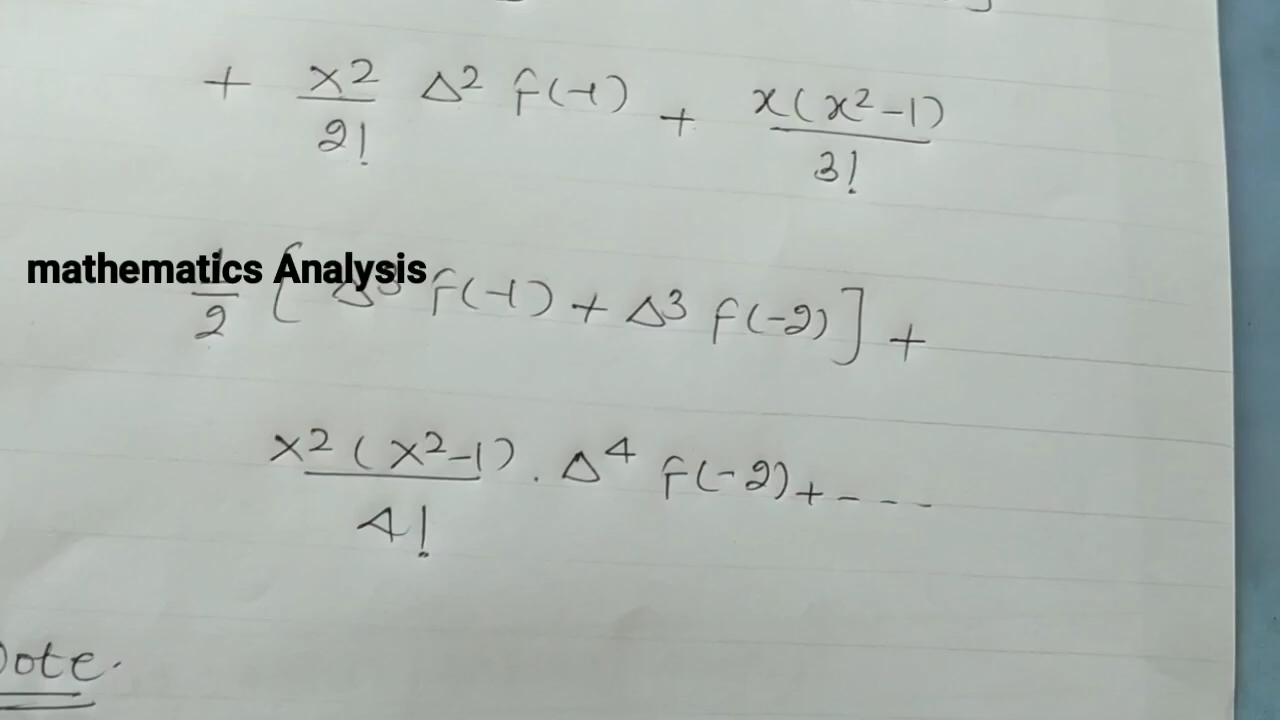 + x2/2! Δ² f(-1) + x(x²-1)/3!
mathematics Analysis
/2 [ Δ³ f(-1) + Δ³ f(-2)] +
x²(x²-1)/4! . Δ⁴ f(-2) + - - -
ote.